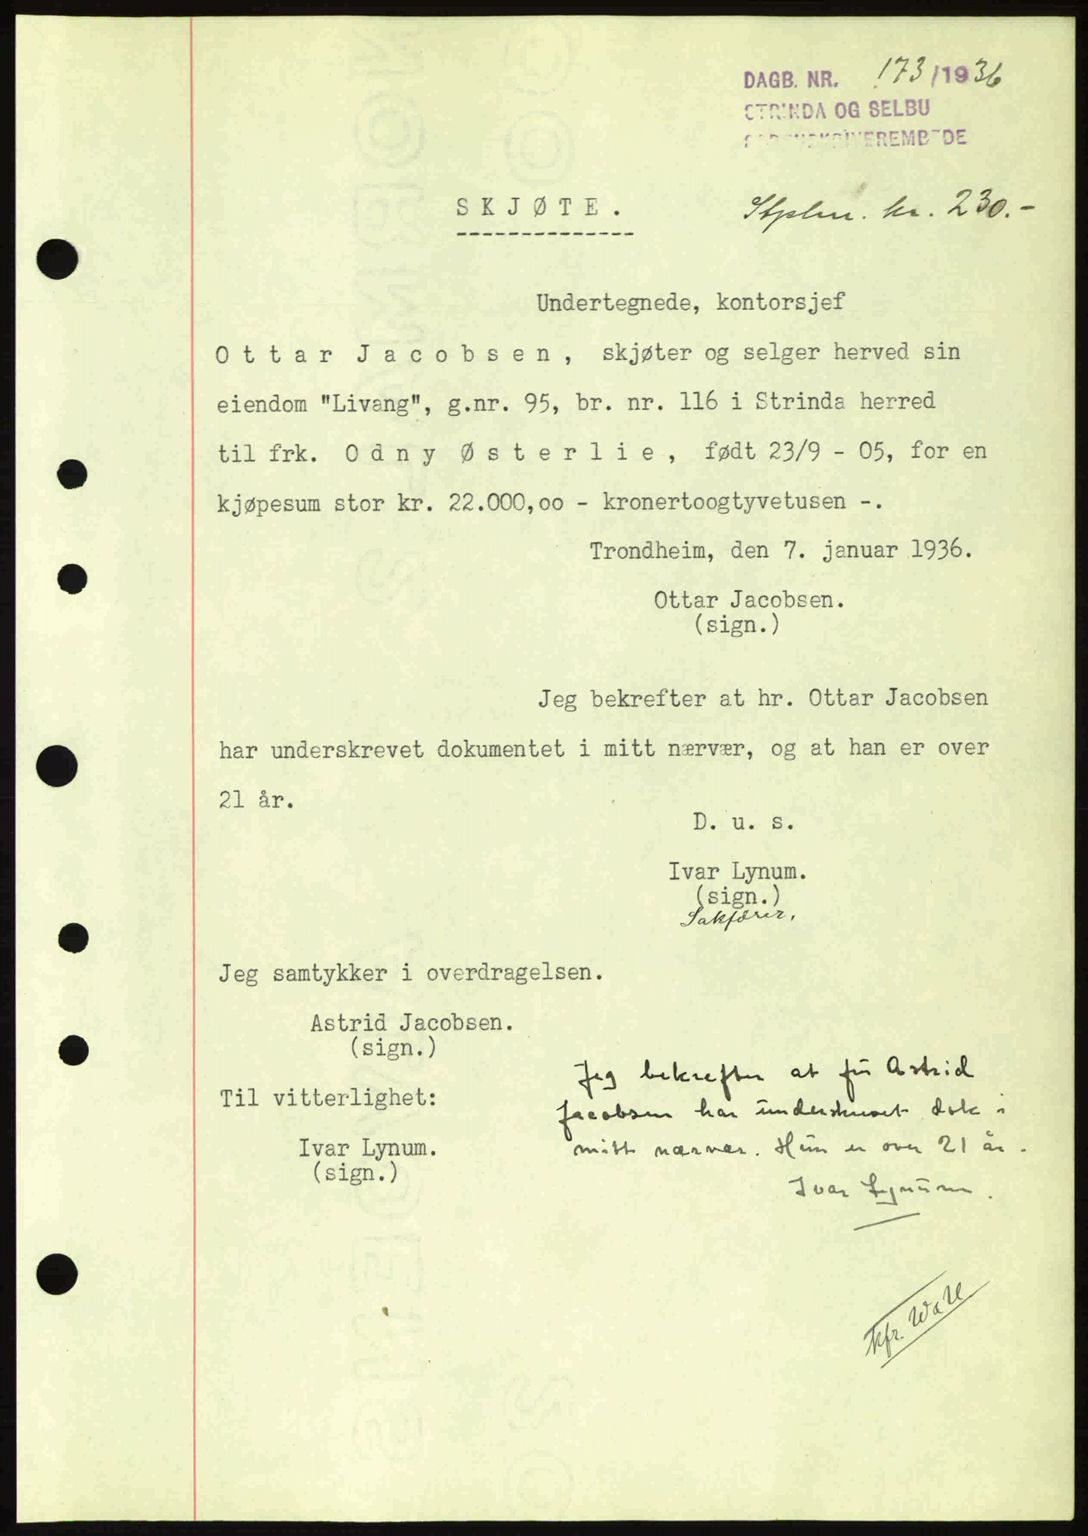 DAGB. NR. 173/1936
STRINDA OG SELBU
SORENSKRIVEREMBEDE
SKJØTE.
Stplm. kr. 230.-
Undertegnede, kontorsjef
Ottar Jacobsen, skjøter og selger herved sin
eiendom "Livang", g.nr. 95, br. nr. 116 i Strinda herred
til frk. Odny Østerlie, født 23/9 - 05, for en
kjøpesum stor kr. 22.000,oo - kronertoogtyvetusen -.
Trondheim, den 7. januar 1936.
Ottar Jacobsen.
(sign.)
Jeg bekrefter at hr. Ottar Jacobsen
har underskrevet dokumentet i mitt nærvær, og at han er over
21 år.
D. u. s.
Ivar Lynum.
(sign.)
Sakfører.
Jeg samtykker i overdragelsen.
Astrid Jacobsen.
(sign.)
Til vitterlighet:
Ivar Lynum.
(sign.)
Jeg bekrefter at fru Astrid
Jacobsen har underskrevet dok i
mitt nærvær. Hun er over 21 år.
Ivar Lynum.
kfr.